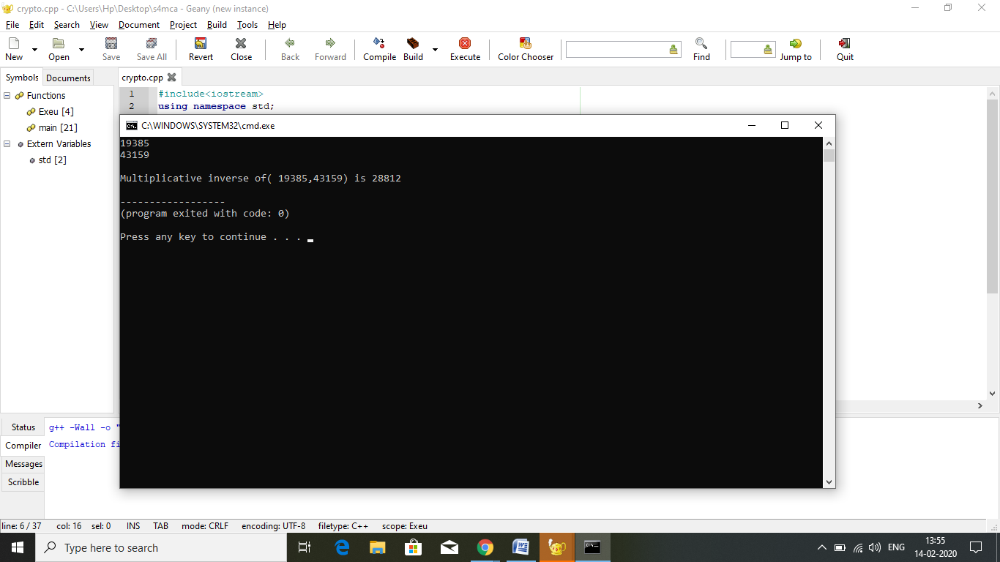 crypto.cpp - C:\Users\Hp\Desktop\s4mca - Geany (new instance)
File Edit Search View Document Project Build Tools Help
New Open Save Save All Revert Close Back Forward Compile Build Execute Color Chooser Find Jump to Quit
Symbols Documents crypto.cpp
Functions
Exeu [4]
main [21]
Extern Variables
std [2]
1 #include<iostream>
2 using namespace std;
C:\WINDOWS\SYSTEM32\cmd.exe
19385
43159
Multiplicative inverse of( 19385,43159) is 28812
------------------
(program exited with code: 0)
Press any key to continue . . .
Status
Compiler
Messages
Scribble
g++ -Wall -o "
Compilation fi
line: 6 / 37 col: 16 sel: 0 INS TAB mode: CRLF encoding: UTF-8 filetype: C++ scope: Exeu
Type here to search
ENG
13:55
14-02-2020